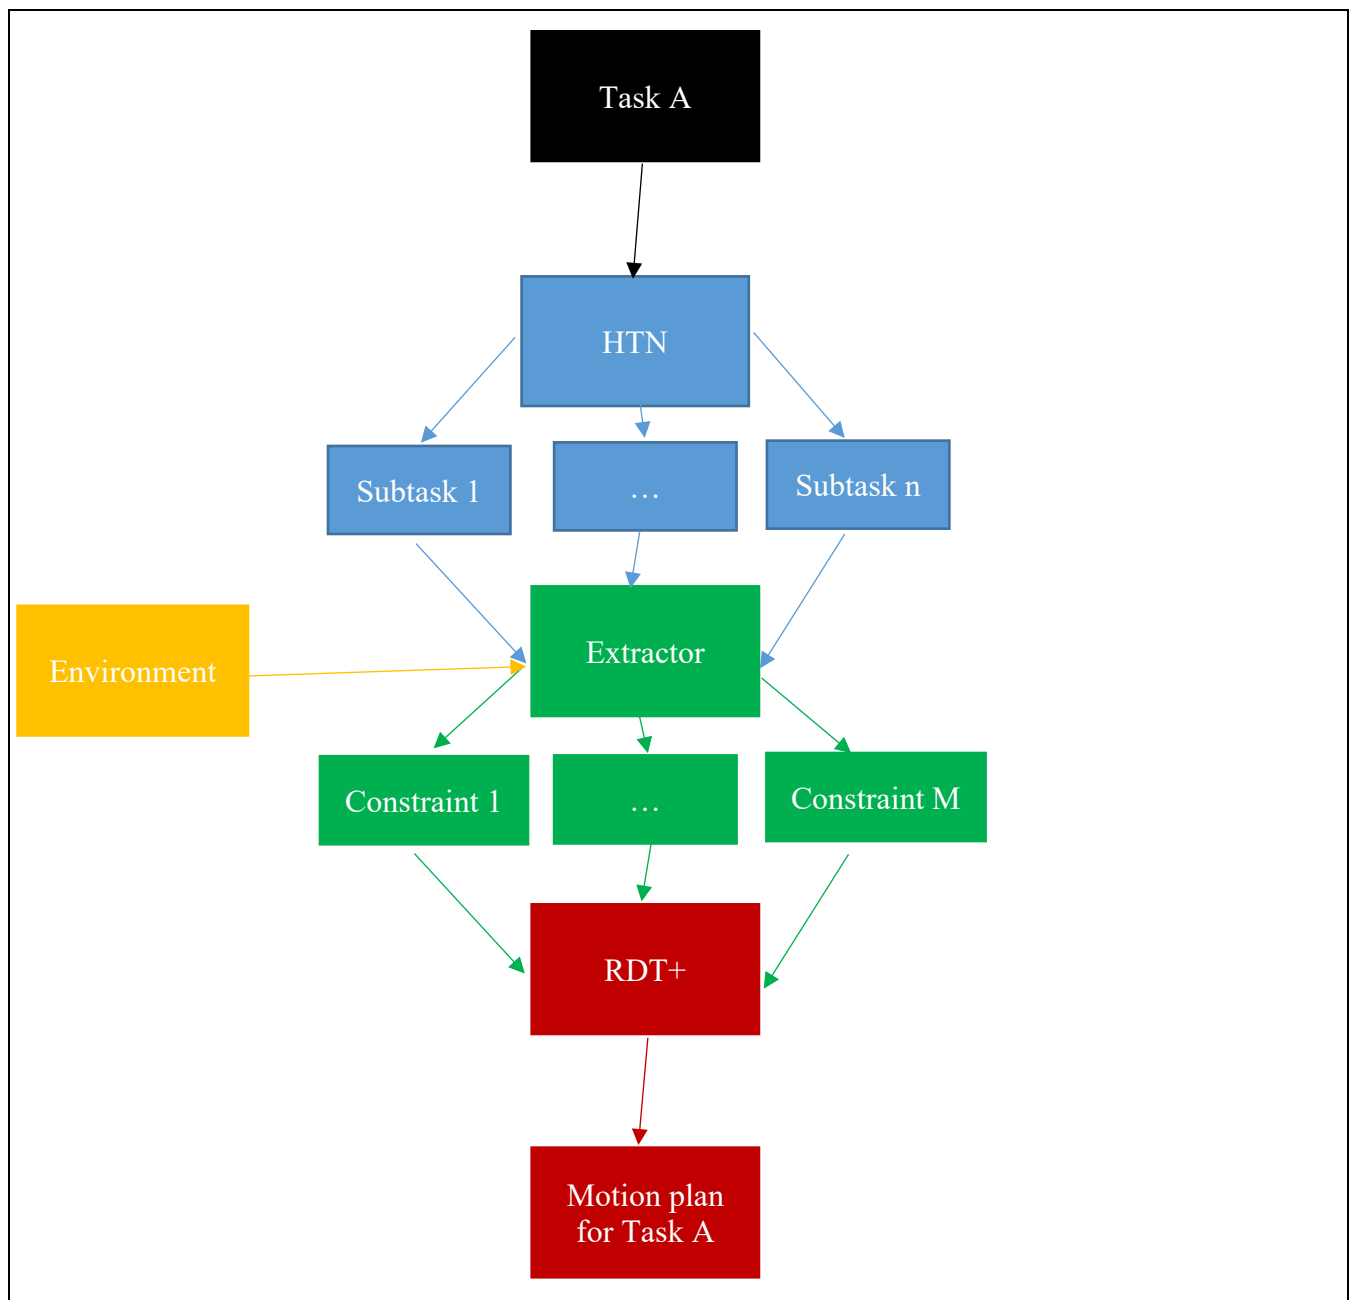 Task A
HTN
Subtask 1
…
Subtask n
Environment
Extractor
Constraint 1
…
Constraint M
RDT+
Motion plan
for Task A